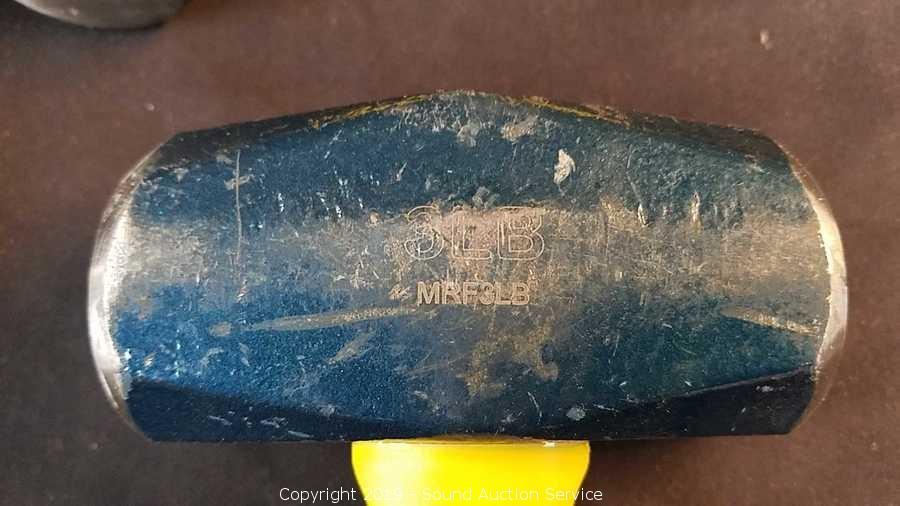 3LB
MRF3LB
Copyright 2019 - Sound Auction Service